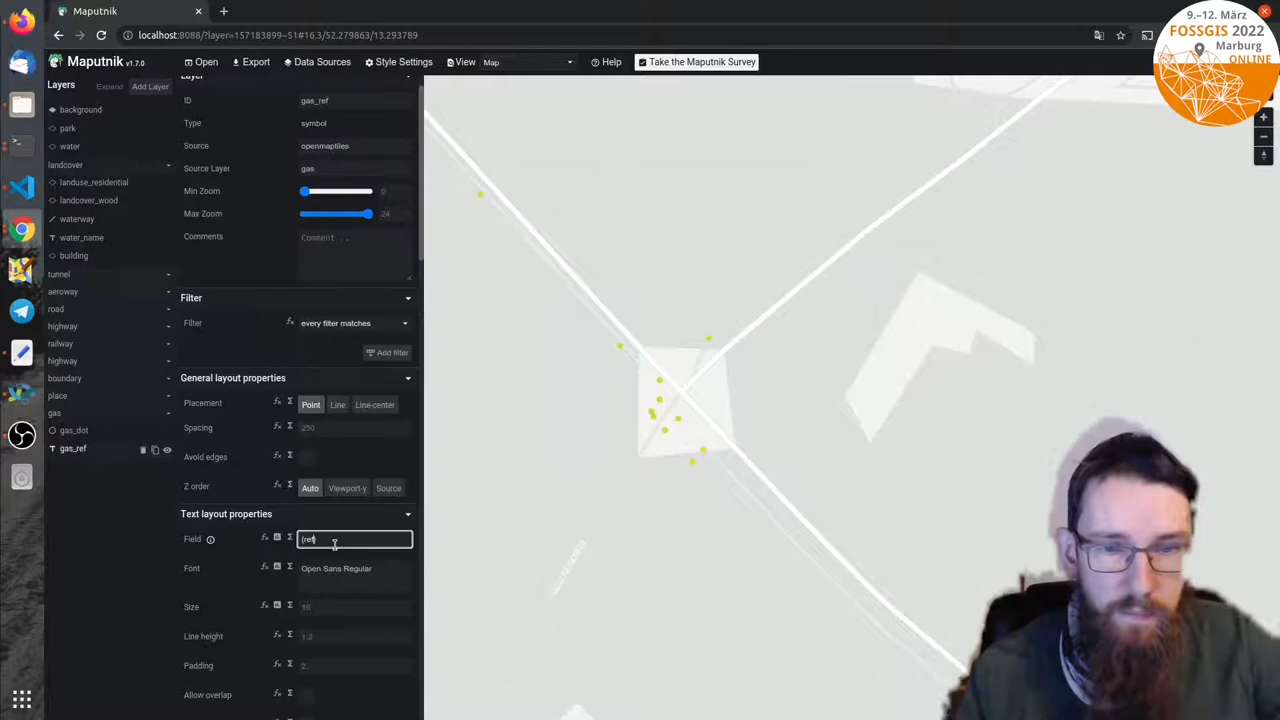 Maputnik
9.–12. März
FOSSGIS 2022
Marburg
ONLINE
localhost:8088/?layer=157183899~51#16.3/52.279863/13.293789
Maputnik v1.7.0
Open
Export
Data Sources
Style Settings
View
Map
Help
Take the Maputnik Survey
Layers
Expand
Add Layer
background
park
water
landcover
landuse_residential
landcover_wood
waterway
water_name
building
tunnel
aeroway
road
highway
railway
highway
boundary
place
gas
gas_dot
gas_ref
Layer
ID
gas_ref
Type
symbol
Source
openmaptiles
Source Layer
gas
Min Zoom
0
Max Zoom
24
Comments
Comment ..
Filter
Filter
every filter matches
Add filter
General layout properties
Placement
Point
Line
Line-center
Spacing
250
Avoid edges
Z order
Auto
Viewport-y
Source
Text layout properties
Field
{ref}
Font
Open Sans Regular
Size
16
Line height
1.2
Padding
2
Allow overlap